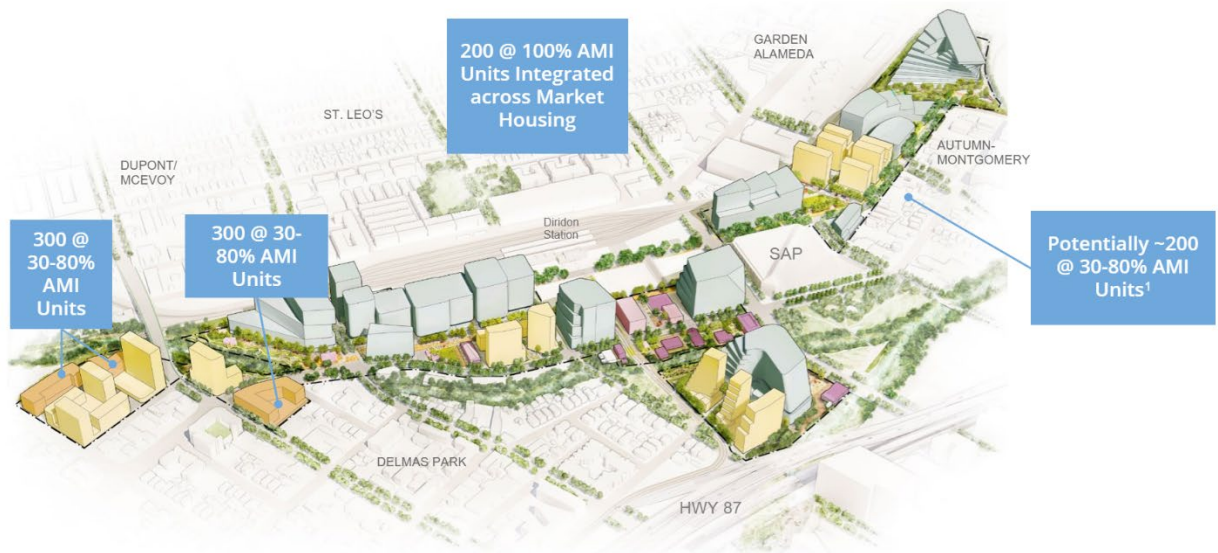 200 @ 100% AMI
Units Integrated
across Market
Housing
GARDEN
ALAMEDA
ST. LEO'S
DUPONT/
MCEVOY
AUTUMN-
MONTGOMERY
300 @
30-80%
AMI
Units
300 @ 30-
80% AMI
Units
Diridon
Station
SAP
Potentially ~200
@ 30-80% AMI
Units¹
DELMAS PARK
HWY 87